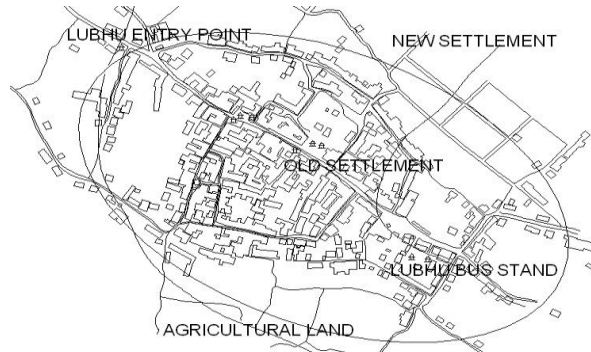 LUBHU ENTRY POINT
NEW SETTLEMENT
OLD SETTLEMENT
LUBHU BUS STAND
AGRICULTURAL LAND